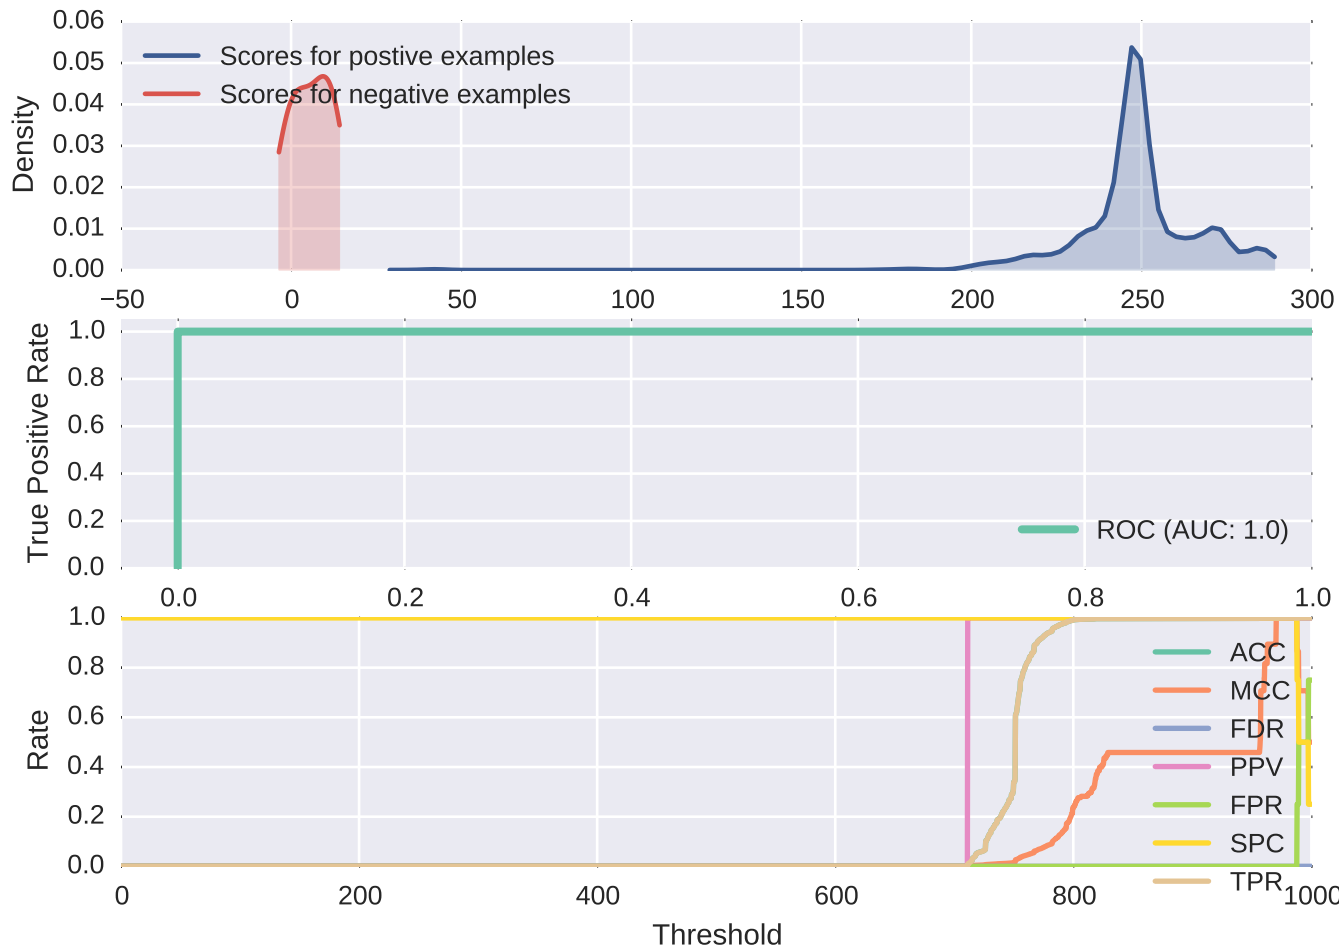 0.06
0.05
0.04
0.03
0.02
0.01
0.00
Density
Scores for postive examples
Scores for negative examples
−50 0 50 100 150 200 250 300
1.0
0.8
0.6
0.4
0.2
0.0
True Positive Rate
ROC (AUC: 1.0)
0.0 0.2 0.4 0.6 0.8 1.0
1.0
0.8
0.6
0.4
0.2
0.0
Rate
ACC
MCC
FDR
PPV
FPR
SPC
TPR
0 200 400 600 800 1000
Threshold